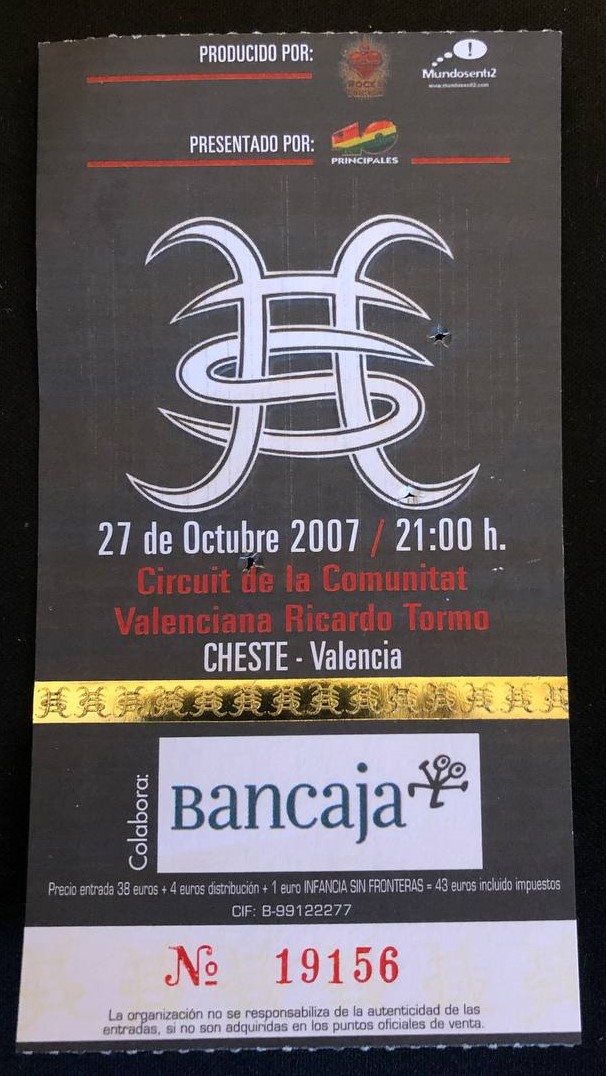 PRODUCIDO POR:
Mundosenti2
www.mundosenti2.com
PRESENTADO POR:
40
PRINCIPALES
27 de Octubre 2007 / 21:00 h.
Circuit de la Comunitat
Valenciana Ricardo Tormo
CHESTE - Valencia
Colabora:
Bancaja
Precio entrada 38 euros + 4 euros distribución + 1 euro INFANCIA SIN FRONTERAS = 43 euros incluido impuestos
CIF: B-99122277
Nº 19156
La organización no se responsabiliza de la autenticidad de las
entradas, si no son adquiridas en los puntos oficiales de venta.